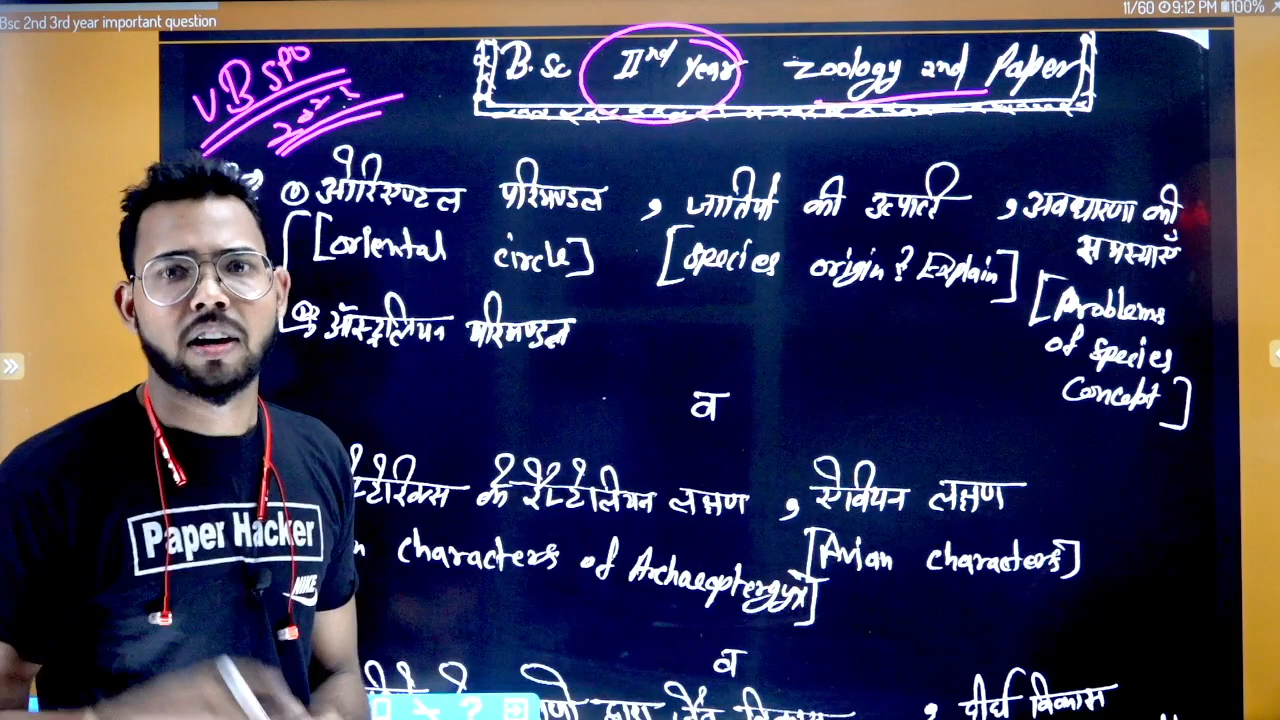 Bsc 2nd 3rd year important question
11/60 9:12 PM 100%
B.Sc IInd Year Zoology 2nd Paper
VBSPU
ओरिएण्टल परिमण्डल , जातियों की उत्पत्ति , अवधारणा की समस्याएँ
[oriental circle] [species origin? Explain]
[Problems of species concept]
ऑस्ट्रेलियन परिमण्डल
व
के रेप्टेलियन लक्षण , एवियन लक्षण
characters of Archaeoptergyx] [Avian characters]
Paper Hacker
NIKE
व
द्वारा जैव विकास , दीर्घ विकास